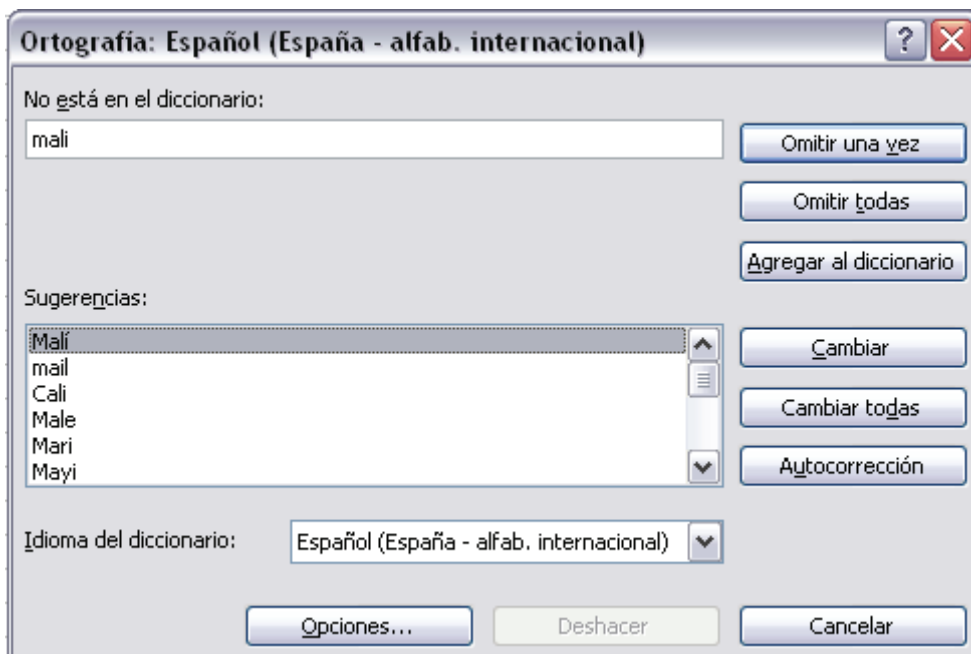 Ortografía: Español (España - alfab. internacional)
No está en el diccionario:
mali
Omitir una vez
Omitir todas
Agregar al diccionario
Sugerencias:
Malí
mail
Cali
Male
Mari
Mayi
Cambiar
Cambiar todas
Autocorrección
Idioma del diccionario:
Español (España - alfab. internacional)
Opciones...
Deshacer
Cancelar